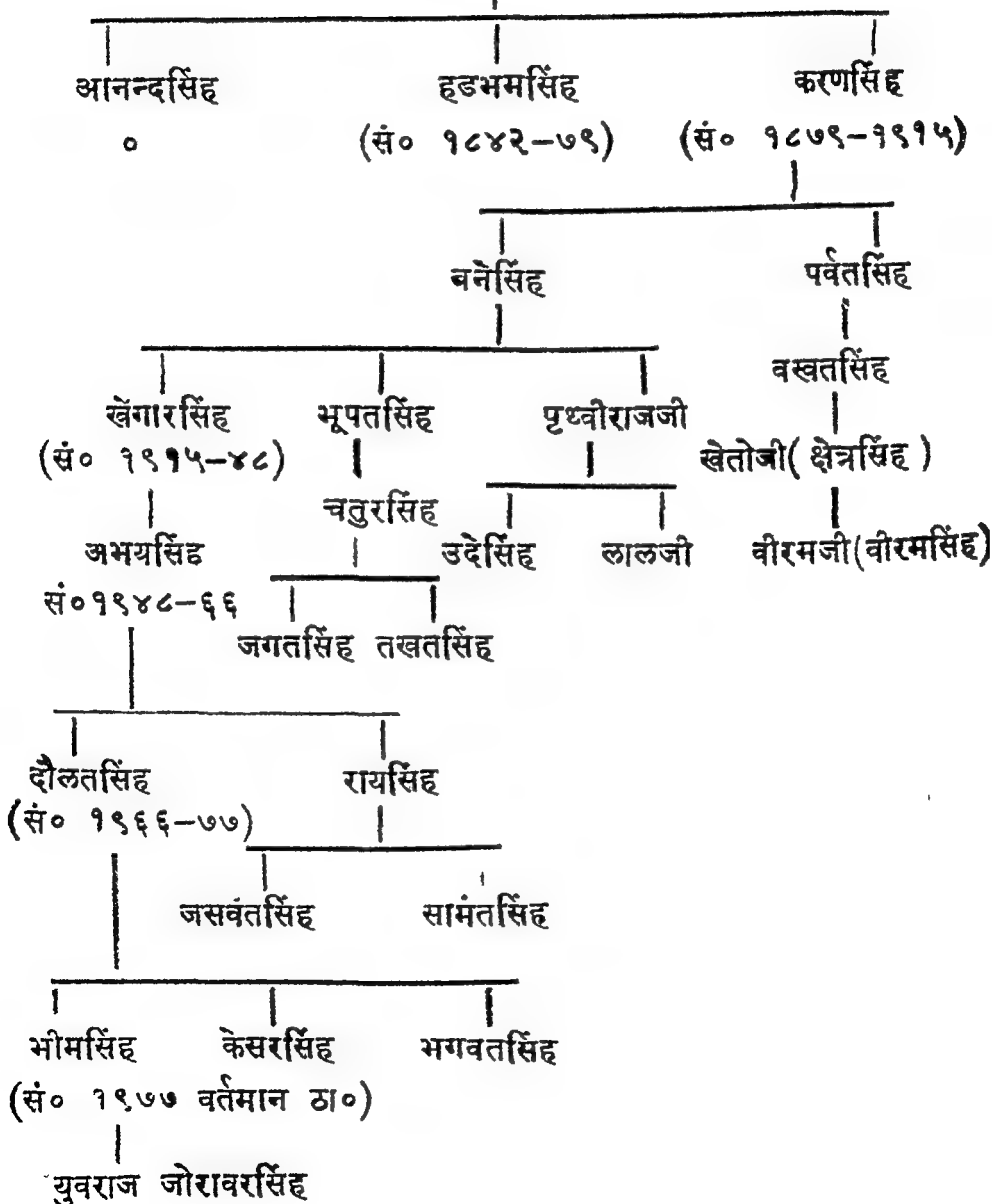 आनन्दसिंह हडभमसिंह करणसिंह
० (सं० १८४२-७९) (सं० १८७९-१९१५)
बनेसिंह पर्वतसिंह
वखतसिंह
खेंगारसिंह भूपतसिंह पृथ्वीराजजी
(सं० १९१५-४८) खेतोजी( क्षेत्रसिंह )
चतुरसिंह
अभयसिंह उदेसिंह लालजी वीरमजी(वीरमसिंह)
सं०१९४८-६६
जगतसिंह तखतसिंह
दौलतसिंह रायसिंह
(सं० १९६६-७७)
जसवंतसिंह सामंतसिंह
भीमसिंह केसरसिंह भगवतसिंह
(सं० १९७७ वर्तमान ठा०)
युवराज जोरावरसिंह